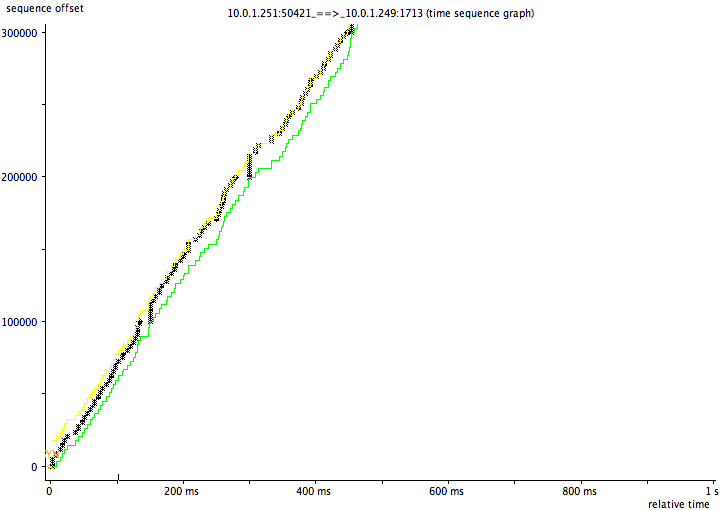 sequence offset
10.0.1.251:50421_==>_10.0.1.249:1713 (time sequence graph)
300000
200000
100000
0
0
200 ms
400 ms
600 ms
800 ms
1 s
relative time